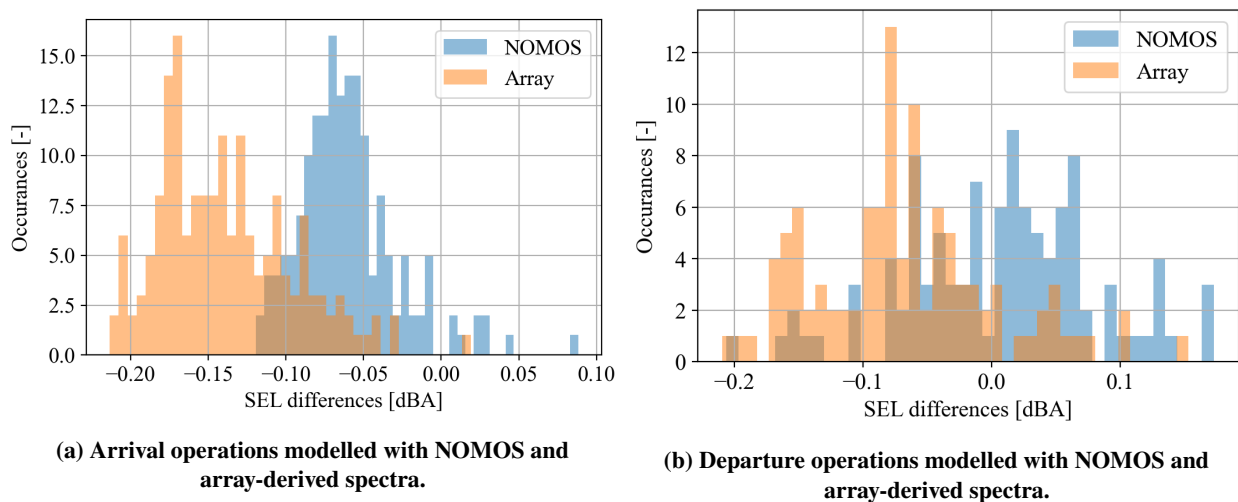 NOMOS
Array
15.0
12.5
10.0
7.5
5.0
2.5
0.0
Occurances [-]
−0.20 −0.15 −0.10 −0.05 0.00 0.05 0.10
SEL differences [dBA]
(a) Arrival operations modelled with NOMOS and
array-derived spectra.
NOMOS
Array
12
10
8
6
4
2
0
Occurances [-]
−0.2 −0.1 0.0 0.1
SEL differences [dBA]
(b) Departure operations modelled with NOMOS and
array-derived spectra.